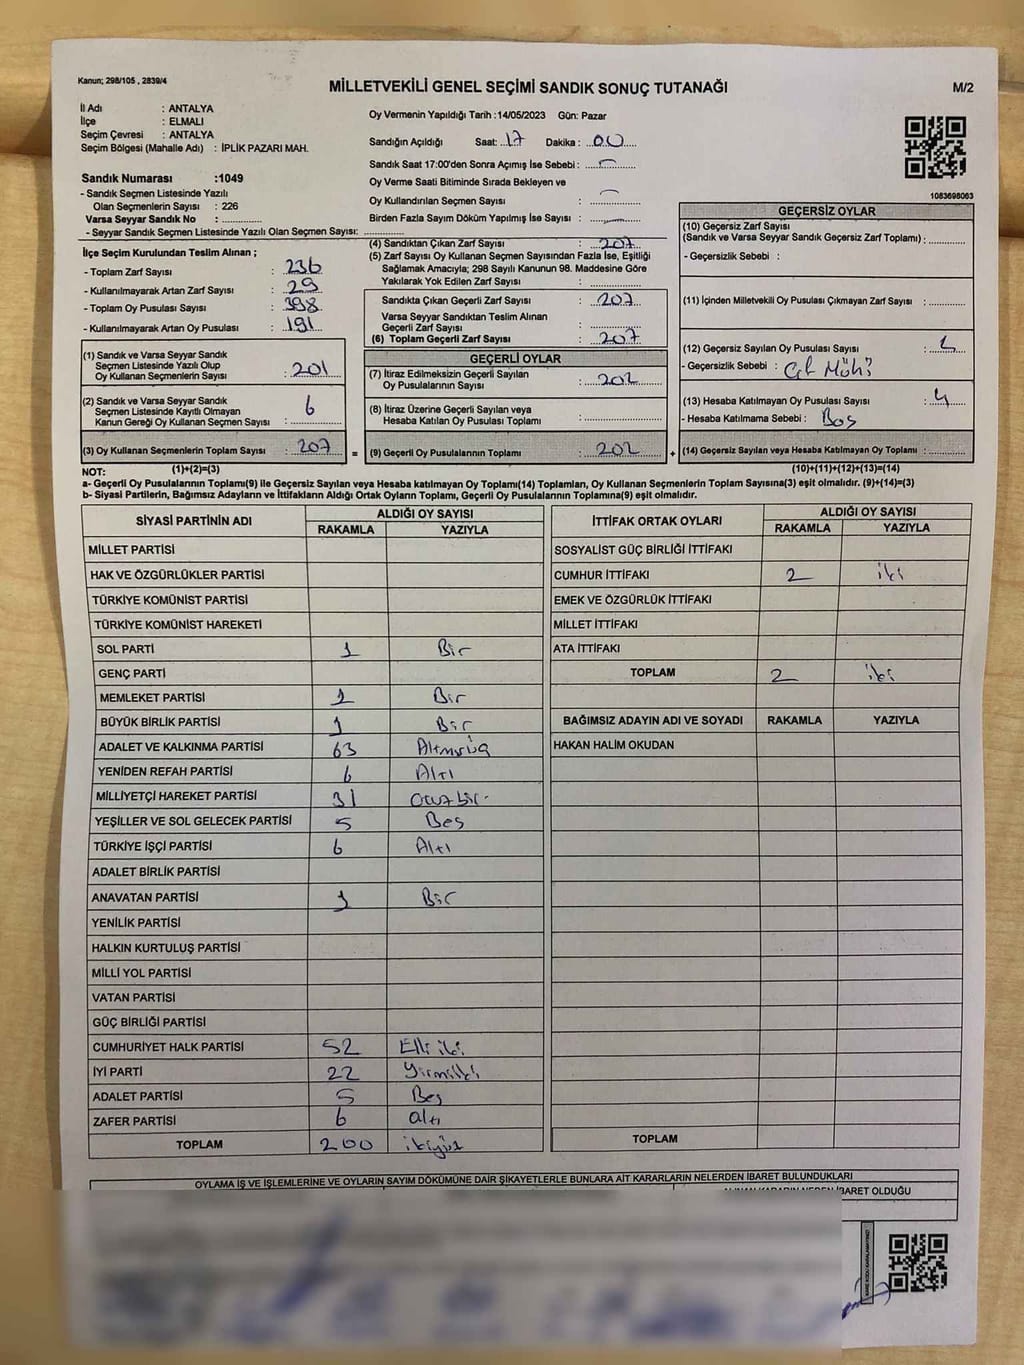 Kanun; 298/105 , 2839/4
MİLLETVEKİLİ GENEL SEÇİMİ SANDIK SONUÇ TUTANAĞI
M/2
İl Adı : ANTALYA
İlçe : ELMALI
Seçim Çevresi : ANTALYA
Seçim Bölgesi (Mahalle Adı) : İPLİK PAZARI MAH.
Sandık Numarası :1049
- Sandık Seçmen Listesinde Yazılı
Olan Seçmenlerin Sayısı : 226
Varsa Seyyar Sandık No :
- Seyyar Sandık Seçmen Listesinde Yazılı Olan Seçmen Sayısı:
Oy Vermenin Yapıldığı Tarih :14/05/2023 Gün: Pazar
Sandığın Açıldığı Saat: 17 Dakika : 00
Sandık Saat 17:00'den Sonra Açımış İse Sebebi :
Oy Verme Saati Bitiminde Sırada Bekleyen ve
Oy Kullandırılan Seçmen Sayısı :
Birden Fazla Sayım Döküm Yapılmış İse Sayısı :
1083698063
İlçe Seçim Kurulundan Teslim Alınan ;
- Toplam Zarf Sayısı : 236
- Kullanılmayarak Artan Zarf Sayısı : 29
- Toplam Oy Pusulası Sayısı : 398
- Kullanılmayarak Artan Oy Pusulası : 191
(1) Sandık ve Varsa Seyyar Sandık
Seçmen Listesinde Yazılı Olup
Oy Kullanan Seçmenlerin Sayısı : 201
(2) Sandık ve Varsa Seyyar Sandık
Seçmen Listesinde Kayıtlı Olmayan
Kanun Gereği Oy Kullanan Seçmen Sayısı : 6
(3) Oy Kullanan Seçmenlerin Toplam Sayısı : 207 =
(4) Sandıktan Çıkan Zarf Sayısı : 207
(5) Zarf Sayısı Oy Kullanan Seçmen Sayısından Fazla İse, Eşitliği
Sağlamak Amacıyla; 298 Sayılı Kanunun 98. Maddesine Göre
Yakılarak Yok Edilen Zarf Sayısı :
Sandıkta Çıkan Geçerli Zarf Sayısı : 207
Varsa Seyyar Sandıktan Teslim Alınan
Geçerli Zarf Sayısı :
(6) Toplam Geçerli Zarf Sayısı : 207
GEÇERLİ OYLAR
(7) İtiraz Edilmeksizin Geçerli Sayılan
Oy Pusulalarının Sayısı : 202
(8) İtiraz Üzerine Geçerli Sayılan veya
Hesaba Katılan Oy Pusulası Toplamı :
(9) Geçerli Oy Pusulalarının Toplamı : 202 +
GEÇERSİZ OYLAR
(10) Geçersiz Zarf Sayısı
(Sandık ve Varsa Seyyar Sandık Geçersiz Zarf Toplamı) :
- Geçersizlik Sebebi :
(11) İçinden Milletvekili Oy Pusulası Çıkmayan Zarf Sayısı :
(12) Geçersiz Sayılan Oy Pusulası Sayısı :
- Geçersizlik Sebebi :
(13) Hesaba Katılmayan Oy Pusulası Sayısı : 4
- Hesaba Katılmama Sebebi : Boş
(14) Geçersiz Sayılan veya Hesaba Katılmayan Oy Toplamı :
NOT: (1)+(2)=(3) (10)+(11)+(12)+(13)=(14)
a- Geçerli Oy Pusulalarının Toplamı(9) ile Geçersiz Sayılan veya Hesaba katılmayan Oy Toplamı(14) Toplamları, Oy Kullanan Seçmenlerin Toplam Sayısına(3) eşit olmalıdır. (9)+(14)=(3)
b- Siyasi Partilerin, Bağımsız Adayların ve İttifakların Aldığı Ortak Oyların Toplamı, Geçerli Oy Pusulalarının Toplamına(9) eşit olmalıdır.
SİYASİ PARTİNİN ADI ALDIĞI OY SAYISI
RAKAMLA YAZIYLA
MİLLET PARTİSİ
HAK VE ÖZGÜRLÜKLER PARTİSİ
TÜRKİYE KOMÜNİST PARTİSİ
TÜRKİYE KOMÜNİST HAREKETİ
SOL PARTİ 1 Bir
GENÇ PARTİ
MEMLEKET PARTİSİ 1 Bir
BÜYÜK BİRLİK PARTİSİ 1 Bir
ADALET VE KALKINMA PARTİSİ 63 Altmışüç
YENİDEN REFAH PARTİSİ 6 Altı
MİLLİYETÇİ HAREKET PARTİSİ 31 Otuzbir
YEŞİLLER VE SOL GELECEK PARTİSİ 5 Beş
TÜRKİYE İŞÇİ PARTİSİ 6 Altı
ADALET BİRLİK PARTİSİ
ANAVATAN PARTİSİ 1 Bir
YENİLİK PARTİSİ
HALKIN KURTULUŞ PARTİSİ
MİLLİ YOL PARTİSİ
VATAN PARTİSİ
GÜÇ BİRLİĞİ PARTİSİ
CUMHURİYET HALK PARTİSİ 52 Elli iki
İYİ PARTİ 22 Yirmiiki
ADALET PARTİSİ 5 Beş
ZAFER PARTİSİ 6 altı
TOPLAM 200 ikiyüz
İTTİFAK ORTAK OYLARI ALDIĞI OY SAYISI
RAKAMLA YAZIYLA
SOSYALİST GÜÇ BİRLİĞİ İTTİFAKI
CUMHUR İTTİFAKI 2 iki
EMEK VE ÖZGÜRLÜK İTTİFAKI
MİLLET İTTİFAKI
ATA İTTİFAKI
TOPLAM 2 iki
BAĞIMSIZ ADAYIN ADI VE SOYADI RAKAMLA YAZIYLA
HAKAN HALİM OKUDAN
TOPLAM
OYLAMA İŞ VE İŞLEMLERİNE VE OYLARIN SAYIM DÖKÜMÜNE DAİR ŞİKAYETLERLE BUNLARA AİT KARARLARIN NELERDEN İBARET BULUNDUKLARI
İBARET OLDUĞU